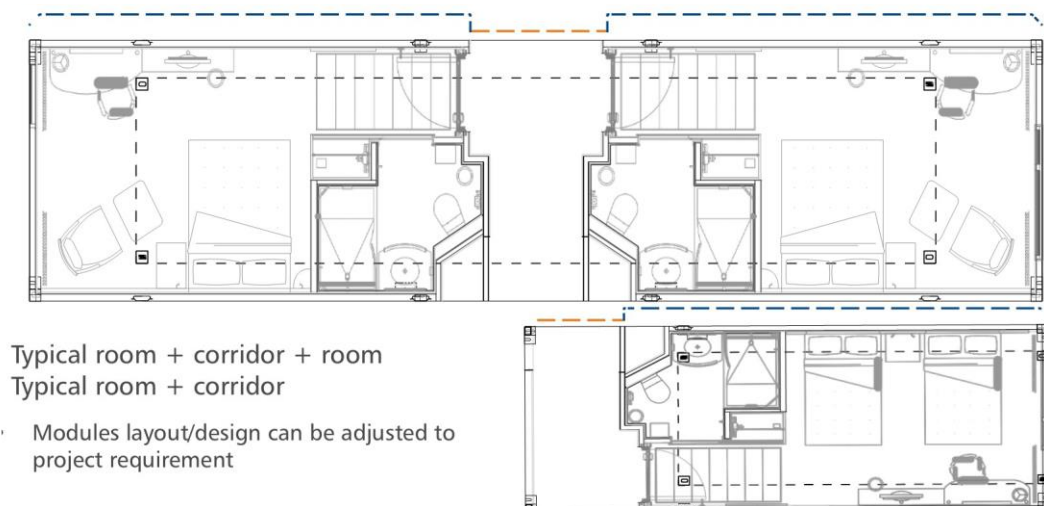 Typical room + corridor + room
Typical room + corridor
Modules layout/design can be adjusted to
project requirement